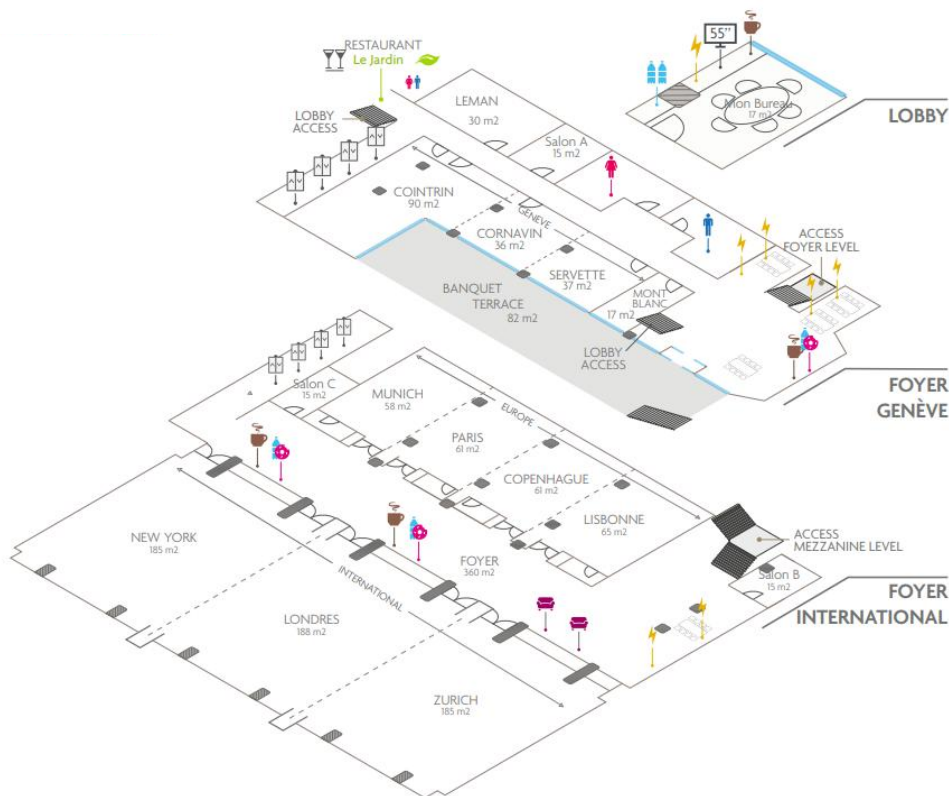 55"
RESTAURANT
Le Jardin
LOBBY
ACCESS
LEMAN
30 m2
Salon A
15 m2
Mon Bureau
17 m2
LOBBY
COINTRIN
90 m2
GENEVE
CORNAVIN
36 m2
SERVETTE
37 m2
MONT
BLANC
17 m2
ACCESS
FOYER LEVEL
BANQUET
TERRACE
82 m2
LOBBY
ACCESS
FOYER
GENÈVE
Salon C
15 m2
MUNICH
58 m2
EUROPE
PARIS
61 m2
COPENHAGUE
61 m2
LISBONNE
65 m2
ACCESS
MEZZANINE LEVEL
Salon B
15 m2
FOYER
INTERNATIONAL
NEW YORK
185 m2
FOYER
360 m2
INTERNATIONAL
LONDRES
188 m2
ZURICH
185 m2